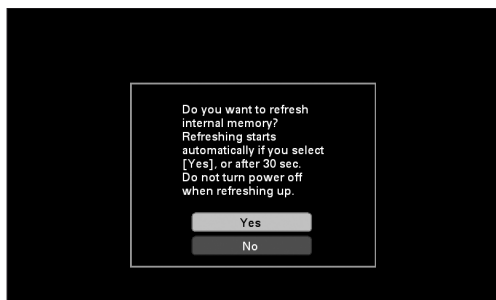 Do you want to refresh
internal memory?
Refreshing starts
automatically if you select
[Yes], or after 30 sec.
Do not turn power off
when refreshing up.
Yes
No